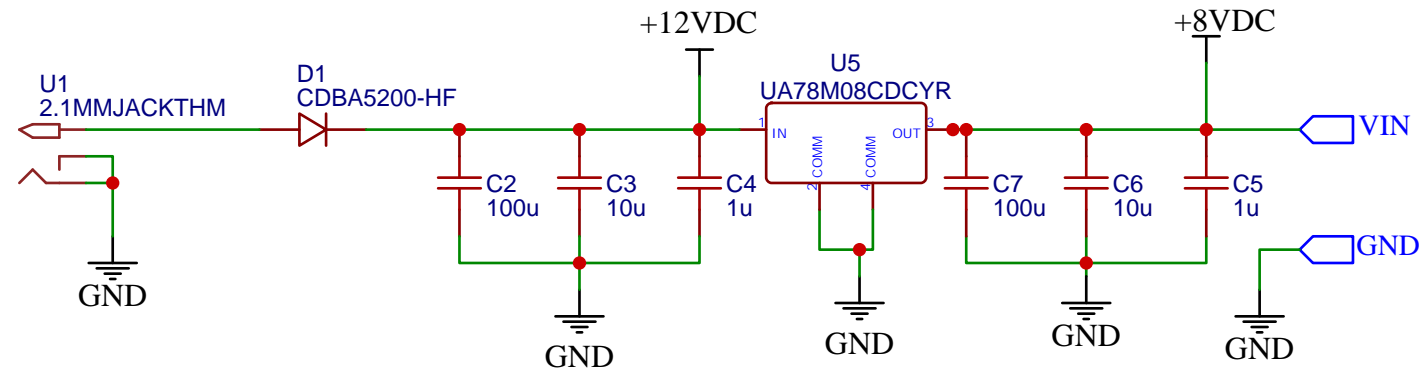 +12VDC
+8VDC
U1
2.1MMJACKTHM
D1
CDBA5200-HF
U5
UA78M08CDCYR
1
IN
OUT
3
COMM
2
COMM
4
VIN
C2
100u
C3
10u
C4
1u
C7
100u
C6
10u
C5
1u
GND
GND
GND
GND
GND
GND